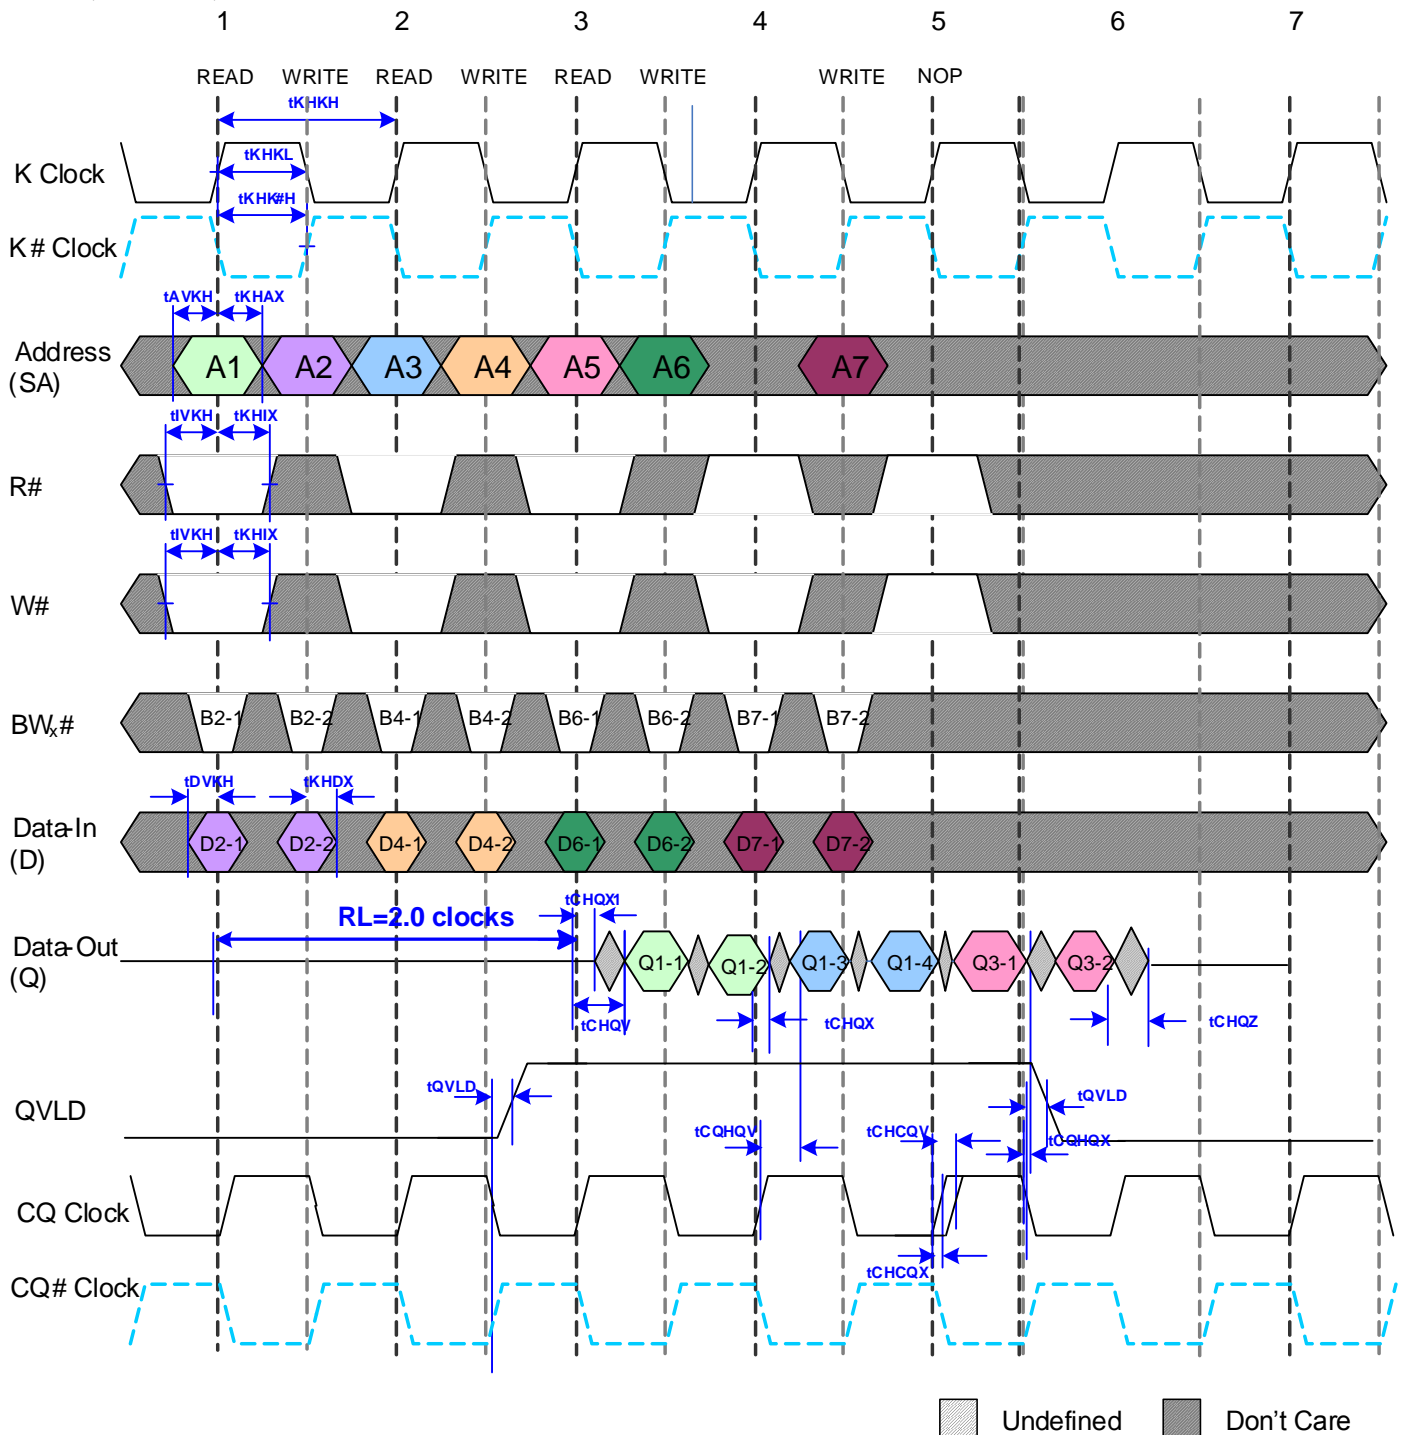 1 2 3 4 5 6 7
READ WRITE READ WRITE READ WRITE WRITE NOP
tKHKH
K Clock
tKHKL
tKHK#H
K# Clock
tAVKH tKHAX
Address
(SA)
A1 A2 A3 A4 A5 A6 A7
tIVKH tKHIX
R#
tIVKH tKHIX
W#
BWx#
B2-1 B2-2 B4-1 B4-2 B6-1 B6-2 B7-1 B7-2
tDVKH tKHDX
Data-In
(D)
D2-1 D2-2 D4-1 D4-2 D6-1 D6-2 D7-1 D7-2
tCHQX1
RL=2.0 clocks
Data-Out
(Q)
Q1-1 Q1-2 Q1-3 Q1-4 Q3-1 Q3-2
tCHQV tCHQX tCHQZ
tQVLD tQVLD
QVLD
tCQHQV tCHCQV tCQHQX
CQ Clock
tCHCQX
CQ# Clock
Undefined Don't Care